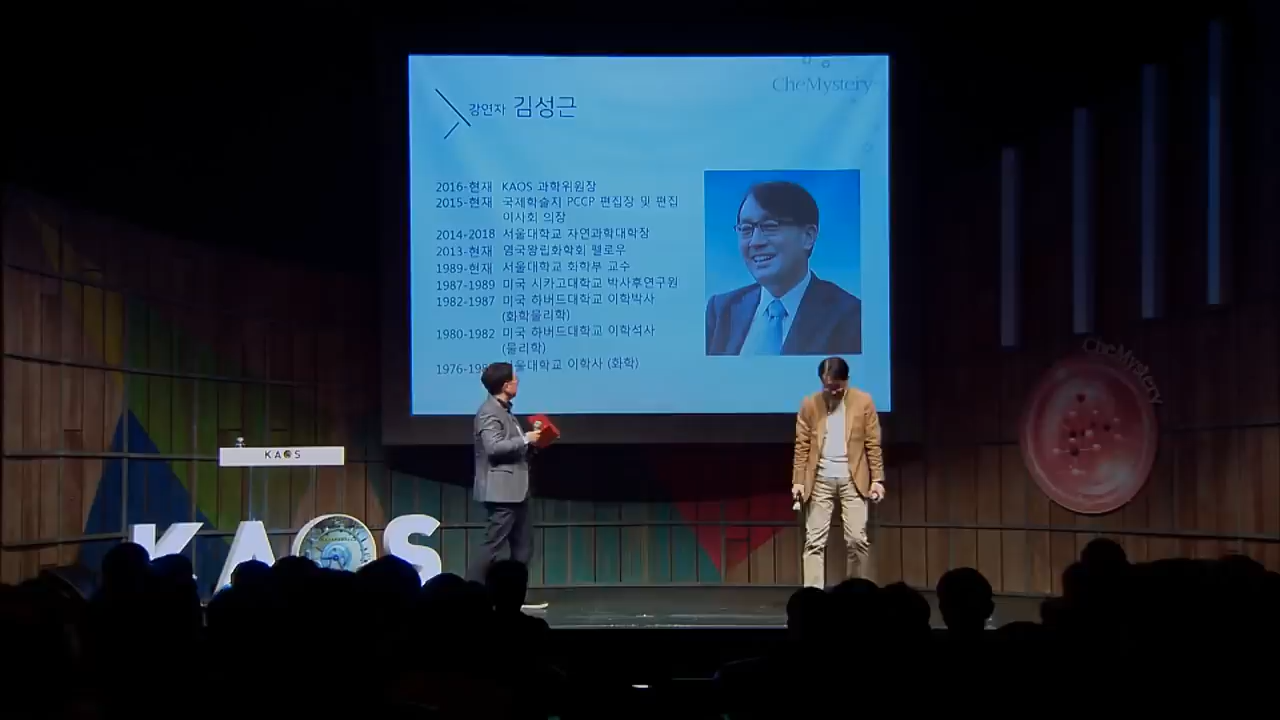 CheMystery
강연자 김성근
2016-현재 KAOS 과학위원장
2015-현재 국제학술지 PCCP 편집장 및 편집
이사회 의장
2014-2018 서울대학교 자연과학대학장
2013-현재 영국왕립화학회 펠로우
1989-현재 서울대학교 화학부 교수
1987-1989 미국 시카고대학교 박사후연구원
1982-1987 미국 하버드대학교 이학박사
(화학물리학)
1980-1982 미국 하버드대학교 이학석사
(물리학)
이학사 (화학)
CheMystery
KAOS
KAOS